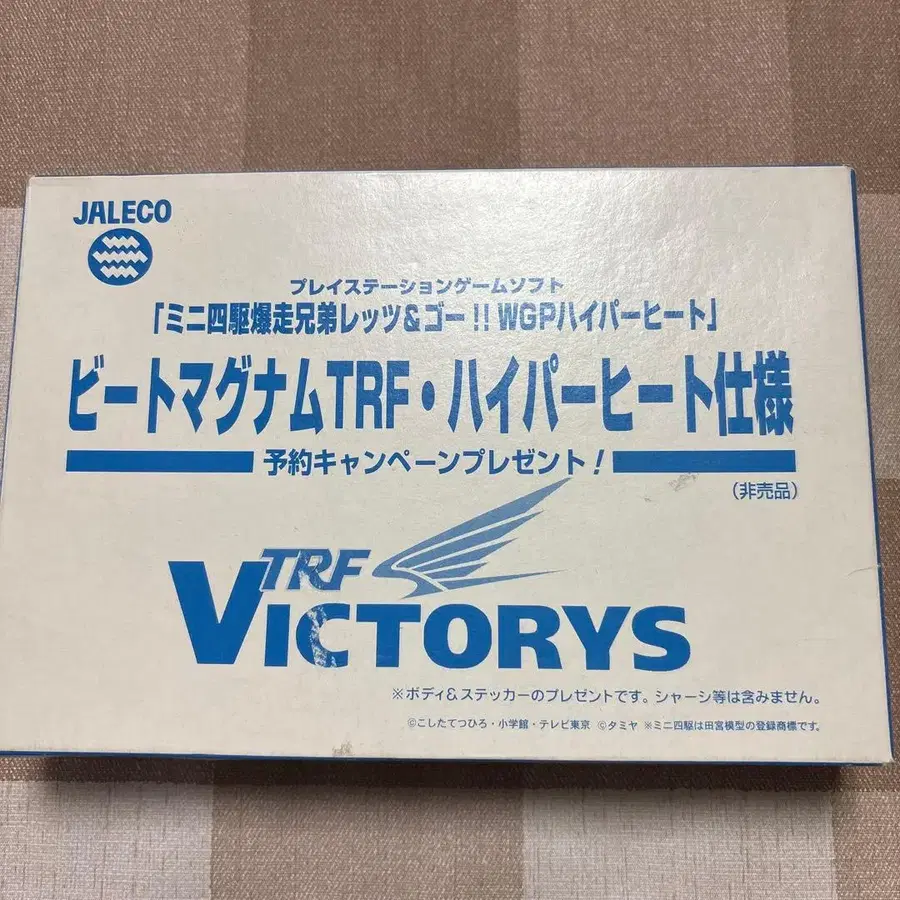 JALECO
プレイステーションゲームソフト
「ミニ四駆爆走兄弟レッツ&ゴー!! WGPハイパーヒート」
ビートマグナムTRF・ハイパーヒート仕様
予約キャンペーンプレゼント!
(非売品)
TRF
VICTORYS
※ボディ&ステッカーのプレゼントです。シャーシ等は含みません。
©こしたてつひろ・小学館・テレビ東京 ©タミヤ ※ミニ四駆は田宮模型の登録商標です。